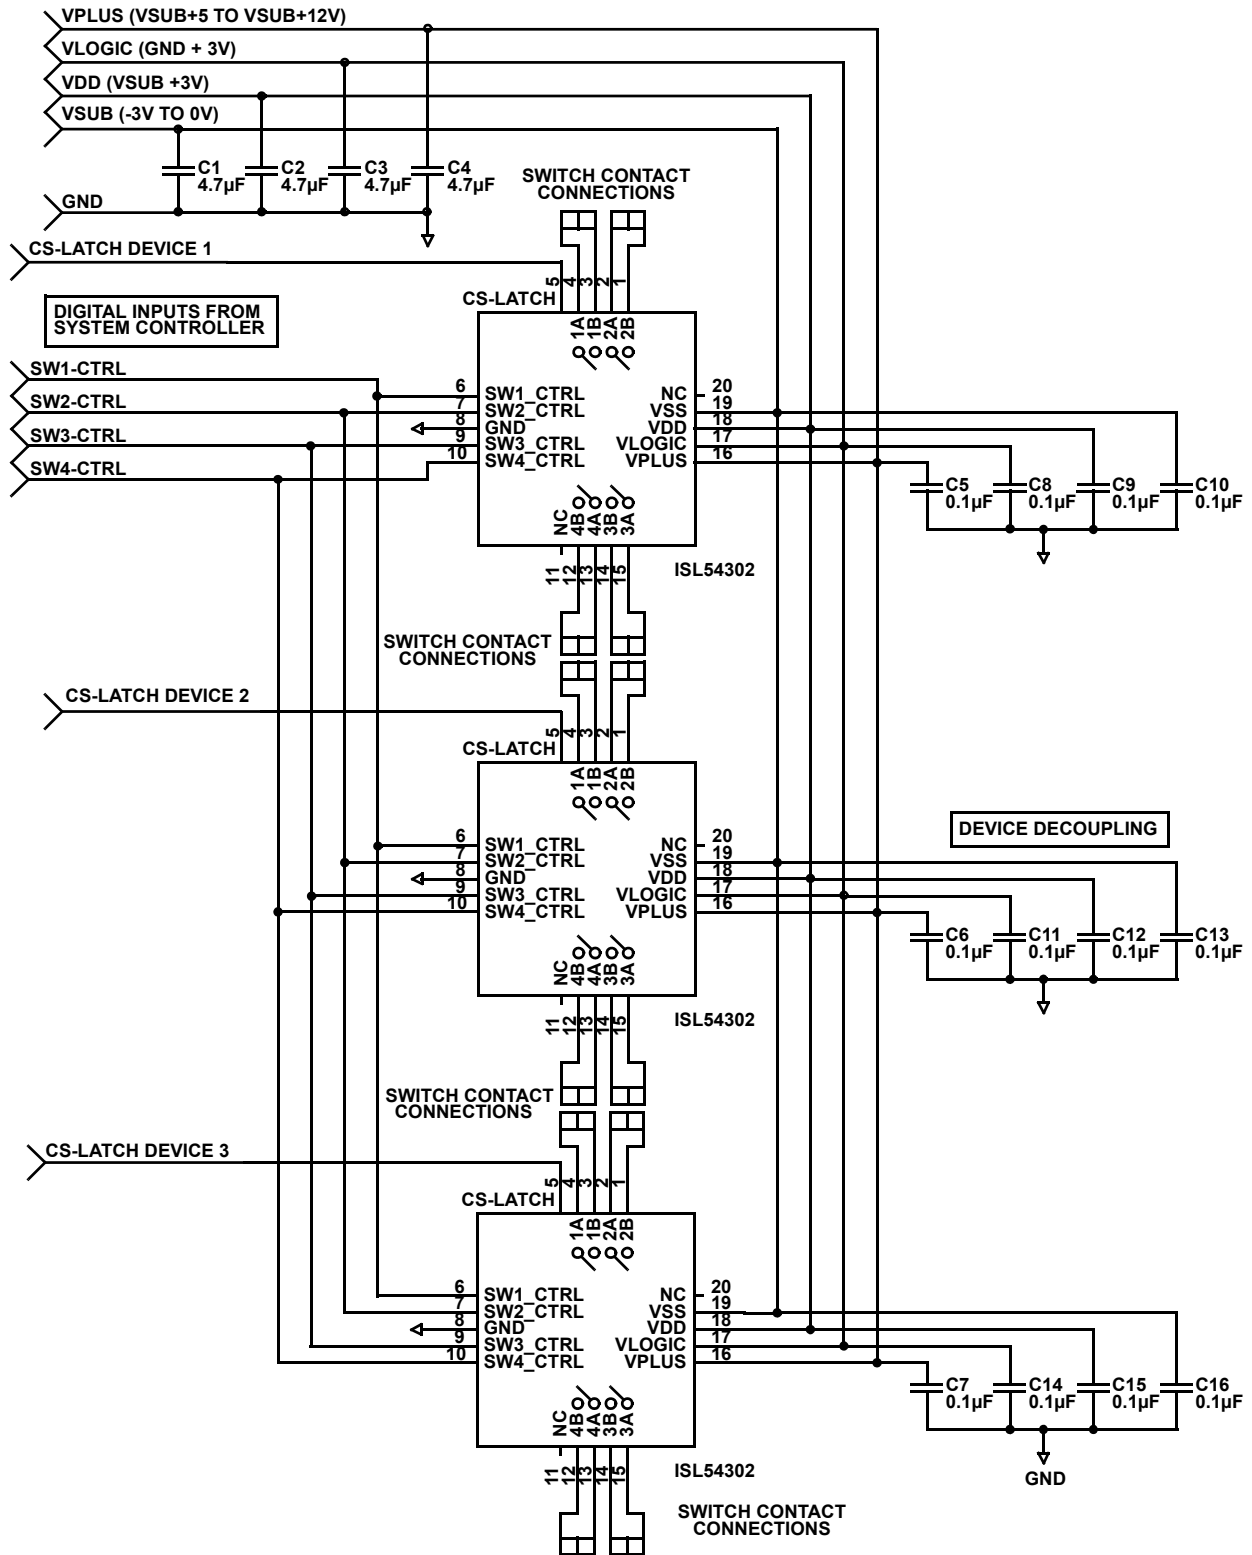 VPLUS (VSUB+5 TO VSUB+12V)
VLOGIC (GND + 3V)
VDD (VSUB +3V)
VSUB (-3V TO 0V)
C1
4.7µF
C2
4.7µF
C3
4.7µF
C4
4.7µF
GND
SWITCH CONTACT
CONNECTIONS
CS-LATCH DEVICE 1
5
4
3
2
1
CS-LATCH
DIGITAL INPUTS FROM
SYSTEM CONTROLLER
1A
1B
2A
2B
SW1-CTRL
SW2-CTRL
SW3-CTRL
SW4-CTRL
6
7
8
9
10
SW1_CTRL
SW2_CTRL
GND
SW3_CTRL
SW4_CTRL
NC
VSS
VDD
VLOGIC
VPLUS
20
19
18
17
16
C5
0.1µF
C8
0.1µF
C9
0.1µF
C10
0.1µF
NC
4B
4A
3B
3A
11
12
13
14
15
ISL54302
SWITCH CONTACT
CONNECTIONS
CS-LATCH DEVICE 2
5
4
3
2
1
CS-LATCH
1A
1B
2A
2B
6
7
8
9
10
SW1_CTRL
SW2_CTRL
GND
SW3_CTRL
SW4_CTRL
NC
VSS
VDD
VLOGIC
VPLUS
20
19
18
17
16
DEVICE DECOUPLING
C6
0.1µF
C11
0.1µF
C12
0.1µF
C13
0.1µF
NC
4B
4A
3B
3A
11
12
13
14
15
ISL54302
SWITCH CONTACT
CONNECTIONS
CS-LATCH DEVICE 3
5
4
3
2
1
CS-LATCH
1A
1B
2A
2B
6
7
8
9
10
SW1_CTRL
SW2_CTRL
GND
SW3_CTRL
SW4_CTRL
NC
VSS
VDD
VLOGIC
VPLUS
20
19
18
17
16
C7
0.1µF
C14
0.1µF
C15
0.1µF
C16
0.1µF
NC
4B
4A
3B
3A
11
12
13
14
15
ISL54302
GND
SWITCH CONTACT
CONNECTIONS